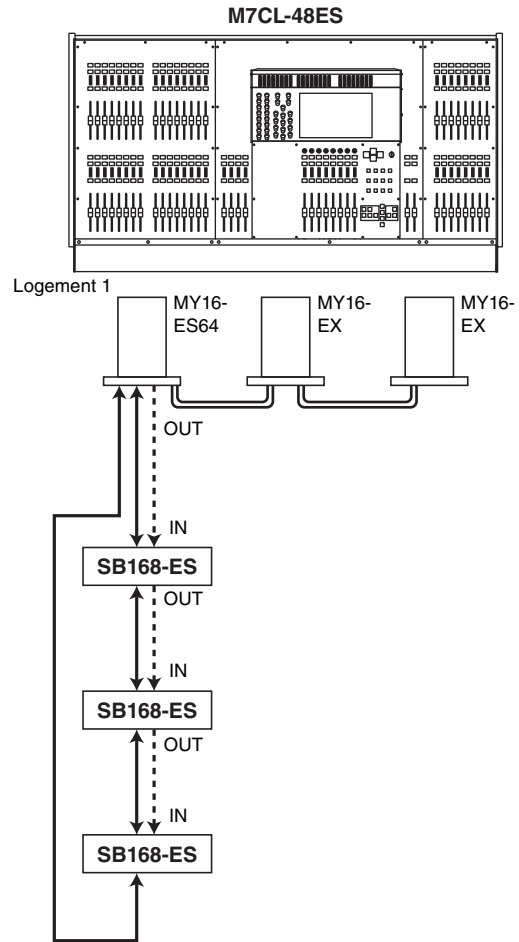 M7CL-48ES
Logement 1
MY16-
ES64
MY16-
EX
MY16-
EX
OUT
IN
SB168-ES
OUT
IN
SB168-ES
OUT
IN
SB168-ES